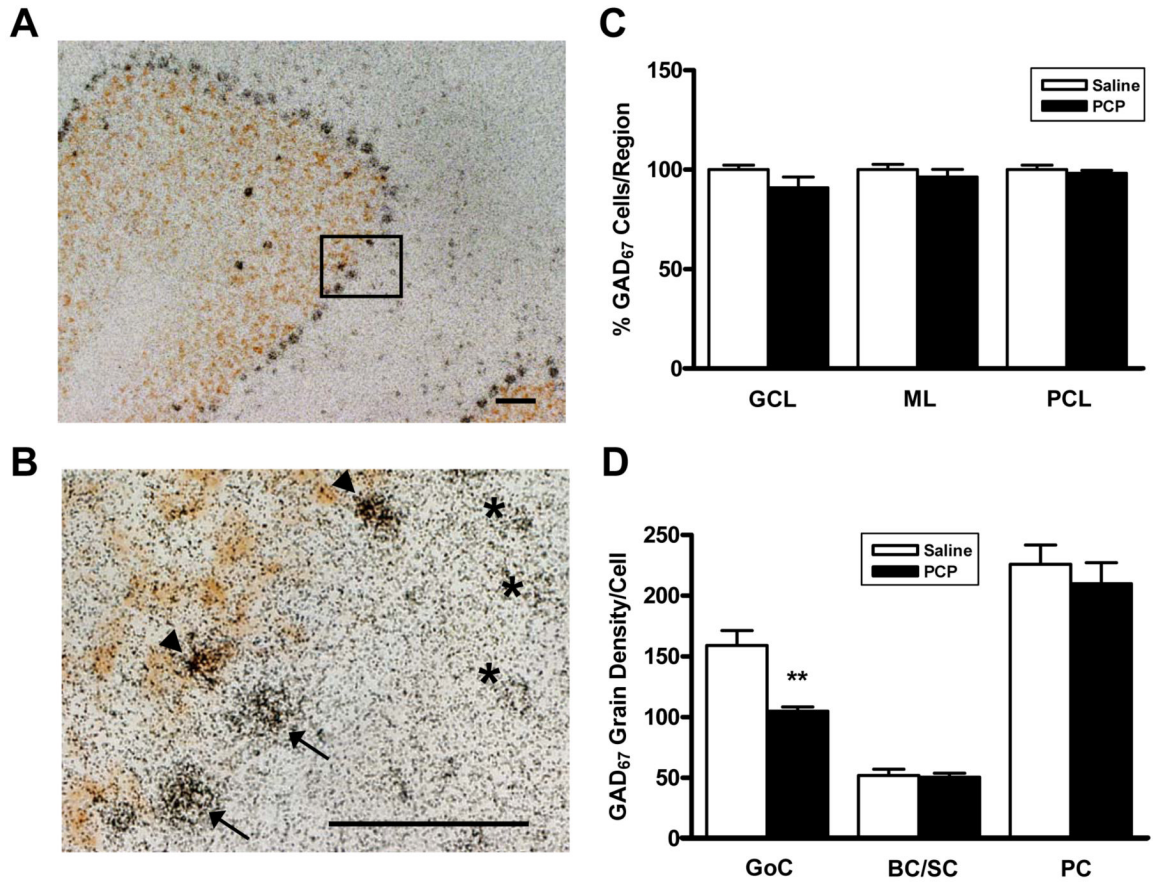 A
B
* 
* 
*
C
% GAD67 Cells/Region
150
100
50
0
Saline
PCP
GCL ML PCL
D
GAD67 Grain Density/Cell
250
200
150
100
50
0
Saline
PCP
**
GoC BC/SC PC